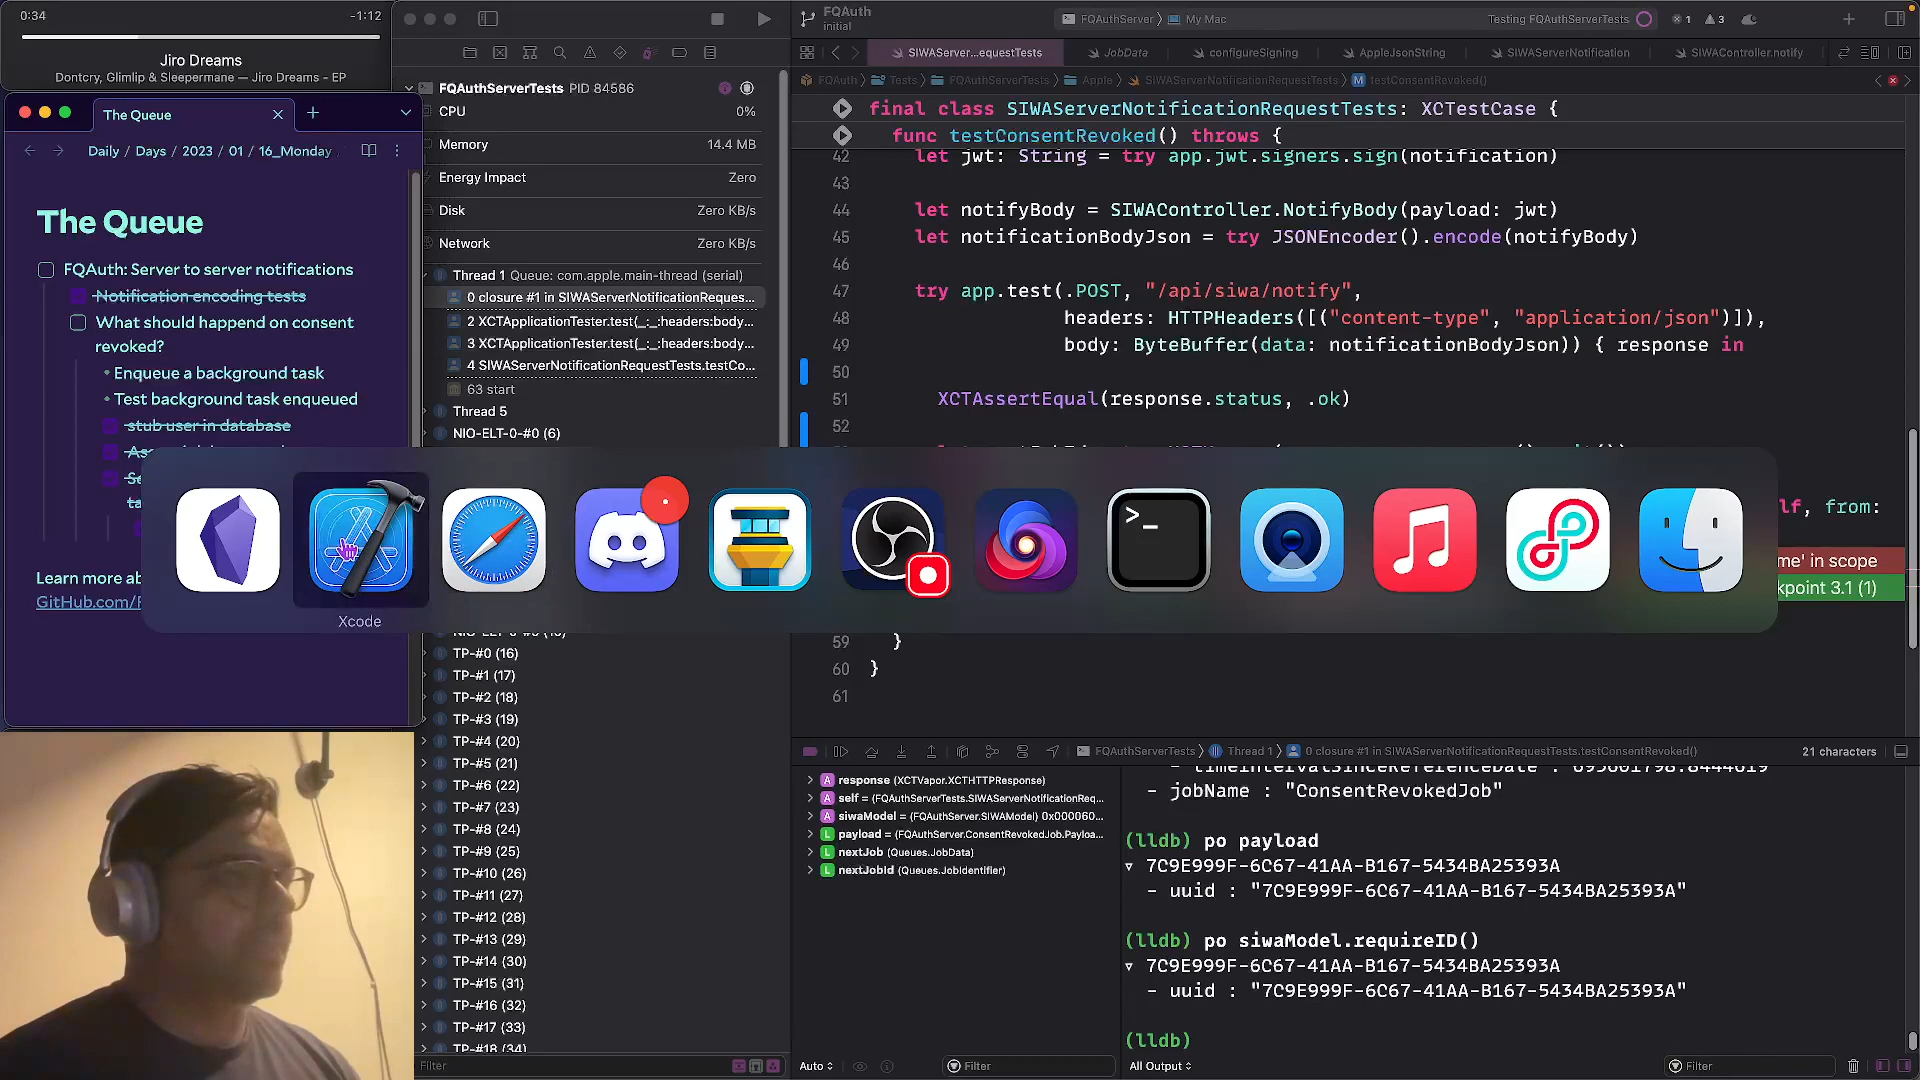 0:34
-1:12
Jiro Dreams
Dontcry, Glimlip & Sleepermane — Jiro Dreams - EP
The Queue
Daily / Days / 2023 / 01 / 16_Monday
The Queue
FQAuth: Server to server notifications
Notification encoding tests
What should happend on consent
revoked?
• Enqueue a background task
• Test background task enqueued
stub user in database
Learn more ab
GitHub.com/F
FQAuthServerTests PID 84586
CPU
0%
Memory
14.4 MB
Energy Impact
Zero
Disk
Zero KB/s
Network
Zero KB/s
Thread 1 Queue: com.apple.main-thread (serial)
0 closure #1 in SIWAServerNotificationReques...
2 XCTApplicationTester.test(_:_:headers:body...
3 XCTApplicationTester.test(_:_:headers:body...
4 SIWAServerNotificationRequestTests.testCo...
63 start
Thread 5
NIO-ELT-0-#0 (6)
TP-#0 (16)
TP-#1 (17)
TP-#2 (18)
TP-#3 (19)
TP-#4 (20)
TP-#5 (21)
TP-#6 (22)
TP-#7 (23)
TP-#8 (24)
TP-#9 (25)
TP-#10 (26)
TP-#11 (27)
TP-#12 (28)
TP-#13 (29)
TP-#14 (30)
TP-#15 (31)
TP-#16 (32)
TP-#17 (33)
TP-#18 (34)
Filter
FQAuth
initial
FQAuthServer
My Mac
Testing FQAuthServerTests
1
3
SIWAServer...equestTests
JobData
configureSigning
AppleJsonString
SIWAServerNotification
SIWAController.notify
FQAuth
Tests
FQAuthServerTests
Apple
SIWAServerNotificationRequestTests
M testConsentRevoked()
final class SIWAServerNotificationRequestTests: XCTestCase {
func testConsentRevoked() throws {
42 let jwt: String = try app.jwt.signers.sign(notification)
43
44 let notifyBody = SIWAController.NotifyBody(payload: jwt)
45 let notificationBodyJson = try JSONEncoder().encode(notifyBody)
46
47 try app.test(.POST, "/api/siwa/notify",
48 headers: HTTPHeaders([("content-type", "application/json")]),
49 body: ByteBuffer(data: notificationBodyJson)) { response in
50
51 XCTAssertEqual(response.status, .ok)
52
lf, from:
me' in scope
kpoint 3.1 (1)
59 }
60 }
61
Xcode
FQAuthServerTests
Thread 1
0 closure #1 in SIWAServerNotificationRequestTests.testConsentRevoked()
21 characters
A response (XCTVapor.XCTHTTPResponse)
A self = (FQAuthServerTests.SIWAServerNotificationReq...
A siwaModel = (FQAuthServer.SIWAModel) 0x000060...
L payload = (FQAuthServer.ConsentRevokedJob.Payloa...
L nextJob (Queues.JobData)
L nextJobId (Queues.JobIdentifier)
Auto
Filter
- jobName : "ConsentRevokedJob"
(lldb) po payload
▿ 7C9E999F-6C67-41AA-B167-5434BA25393A
- uuid : "7C9E999F-6C67-41AA-B167-5434BA25393A"
(lldb) po siwaModel.requireID()
▿ 7C9E999F-6C67-41AA-B167-5434BA25393A
- uuid : "7C9E999F-6C67-41AA-B167-5434BA25393A"
(lldb)
All Output
Filter